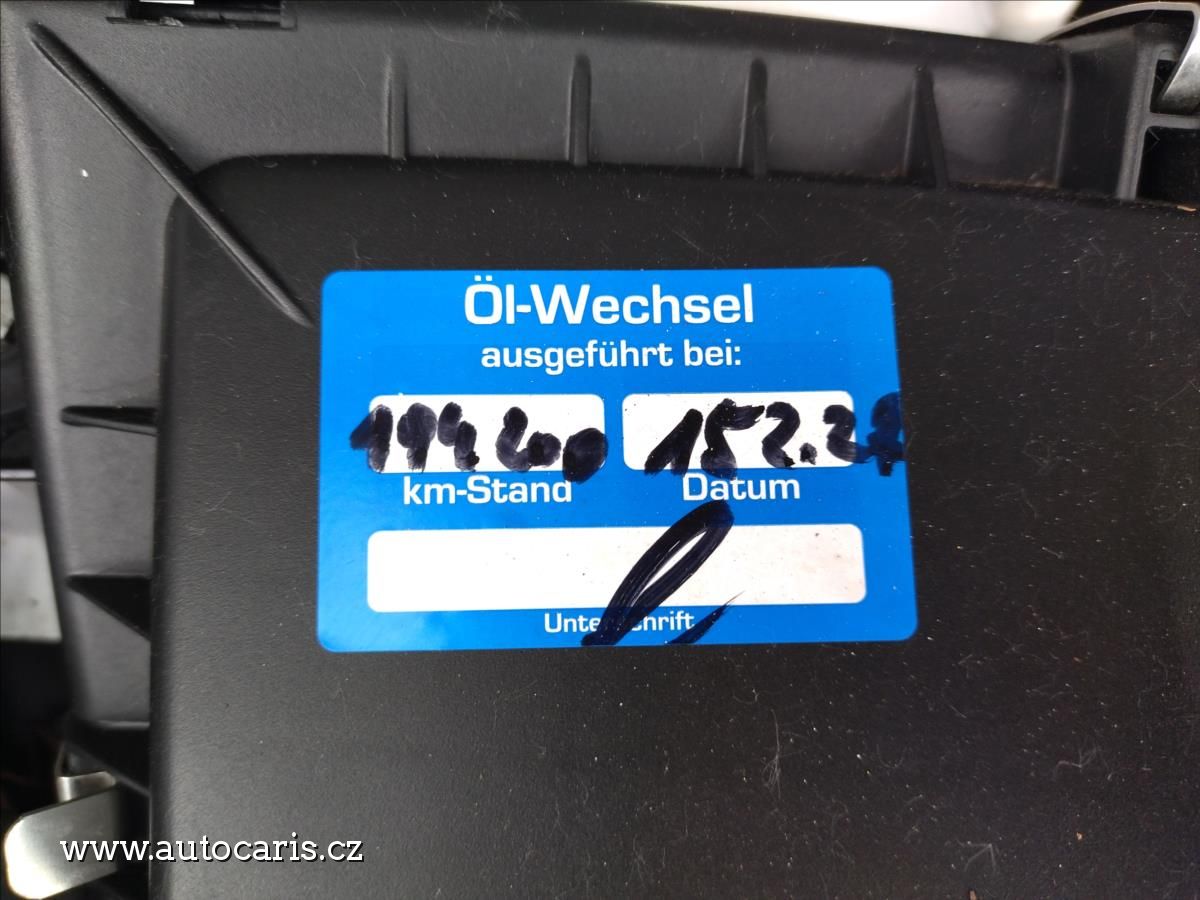 Öl-Wechsel
ausgeführt bei:
km-Stand Datum
Unterschrift
www.autocaris.cz